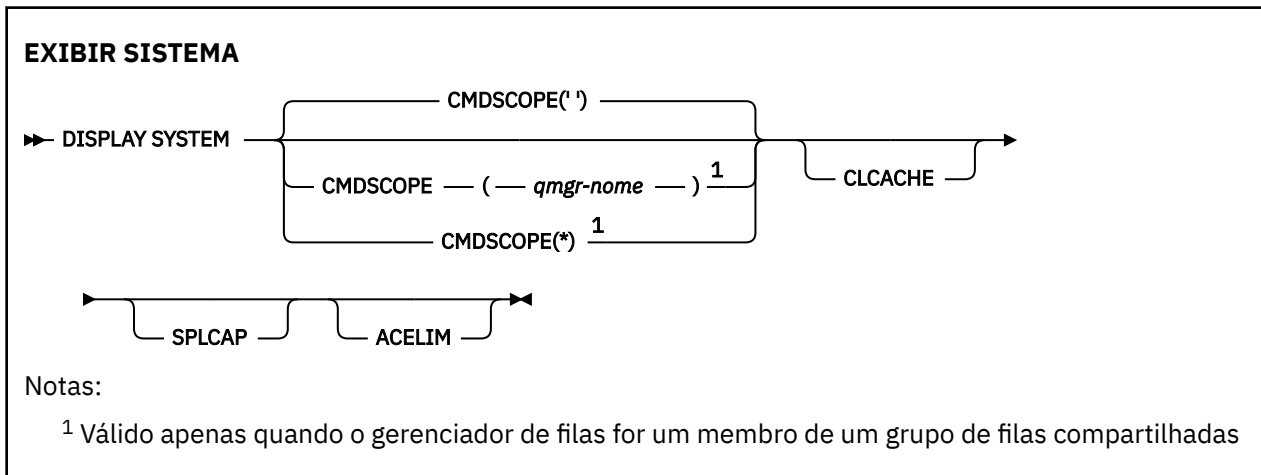 EXIBIR SISTEMA
CMDSCOPE(' ')
DISPLAY SYSTEM
CMDSCOPE ( qmgr-nome ) 1
CLCACHE
CMDSCOPE(*) 1
SPLCAP
ACELIM
Notas:
1 Válido apenas quando o gerenciador de filas for um membro de um grupo de filas compartilhadas